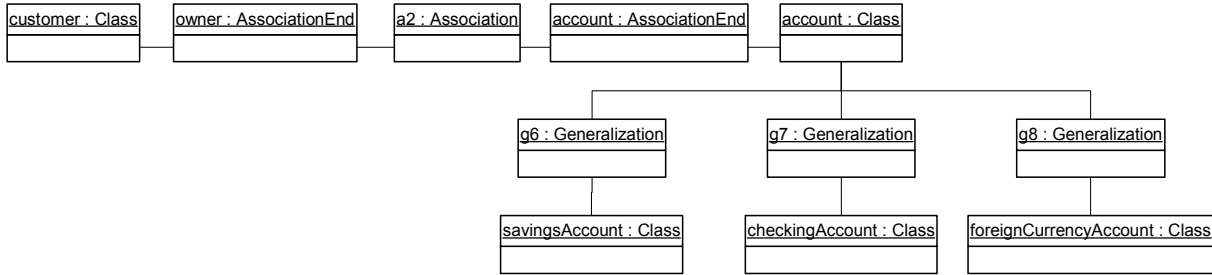 customer : Class
owner : AssociationEnd
a2 : Association
account : AssociationEnd
account : Class
g6 : Generalization
g7 : Generalization
g8 : Generalization
savingsAccount : Class
checkingAccount : Class
foreignCurrencyAccount : Class